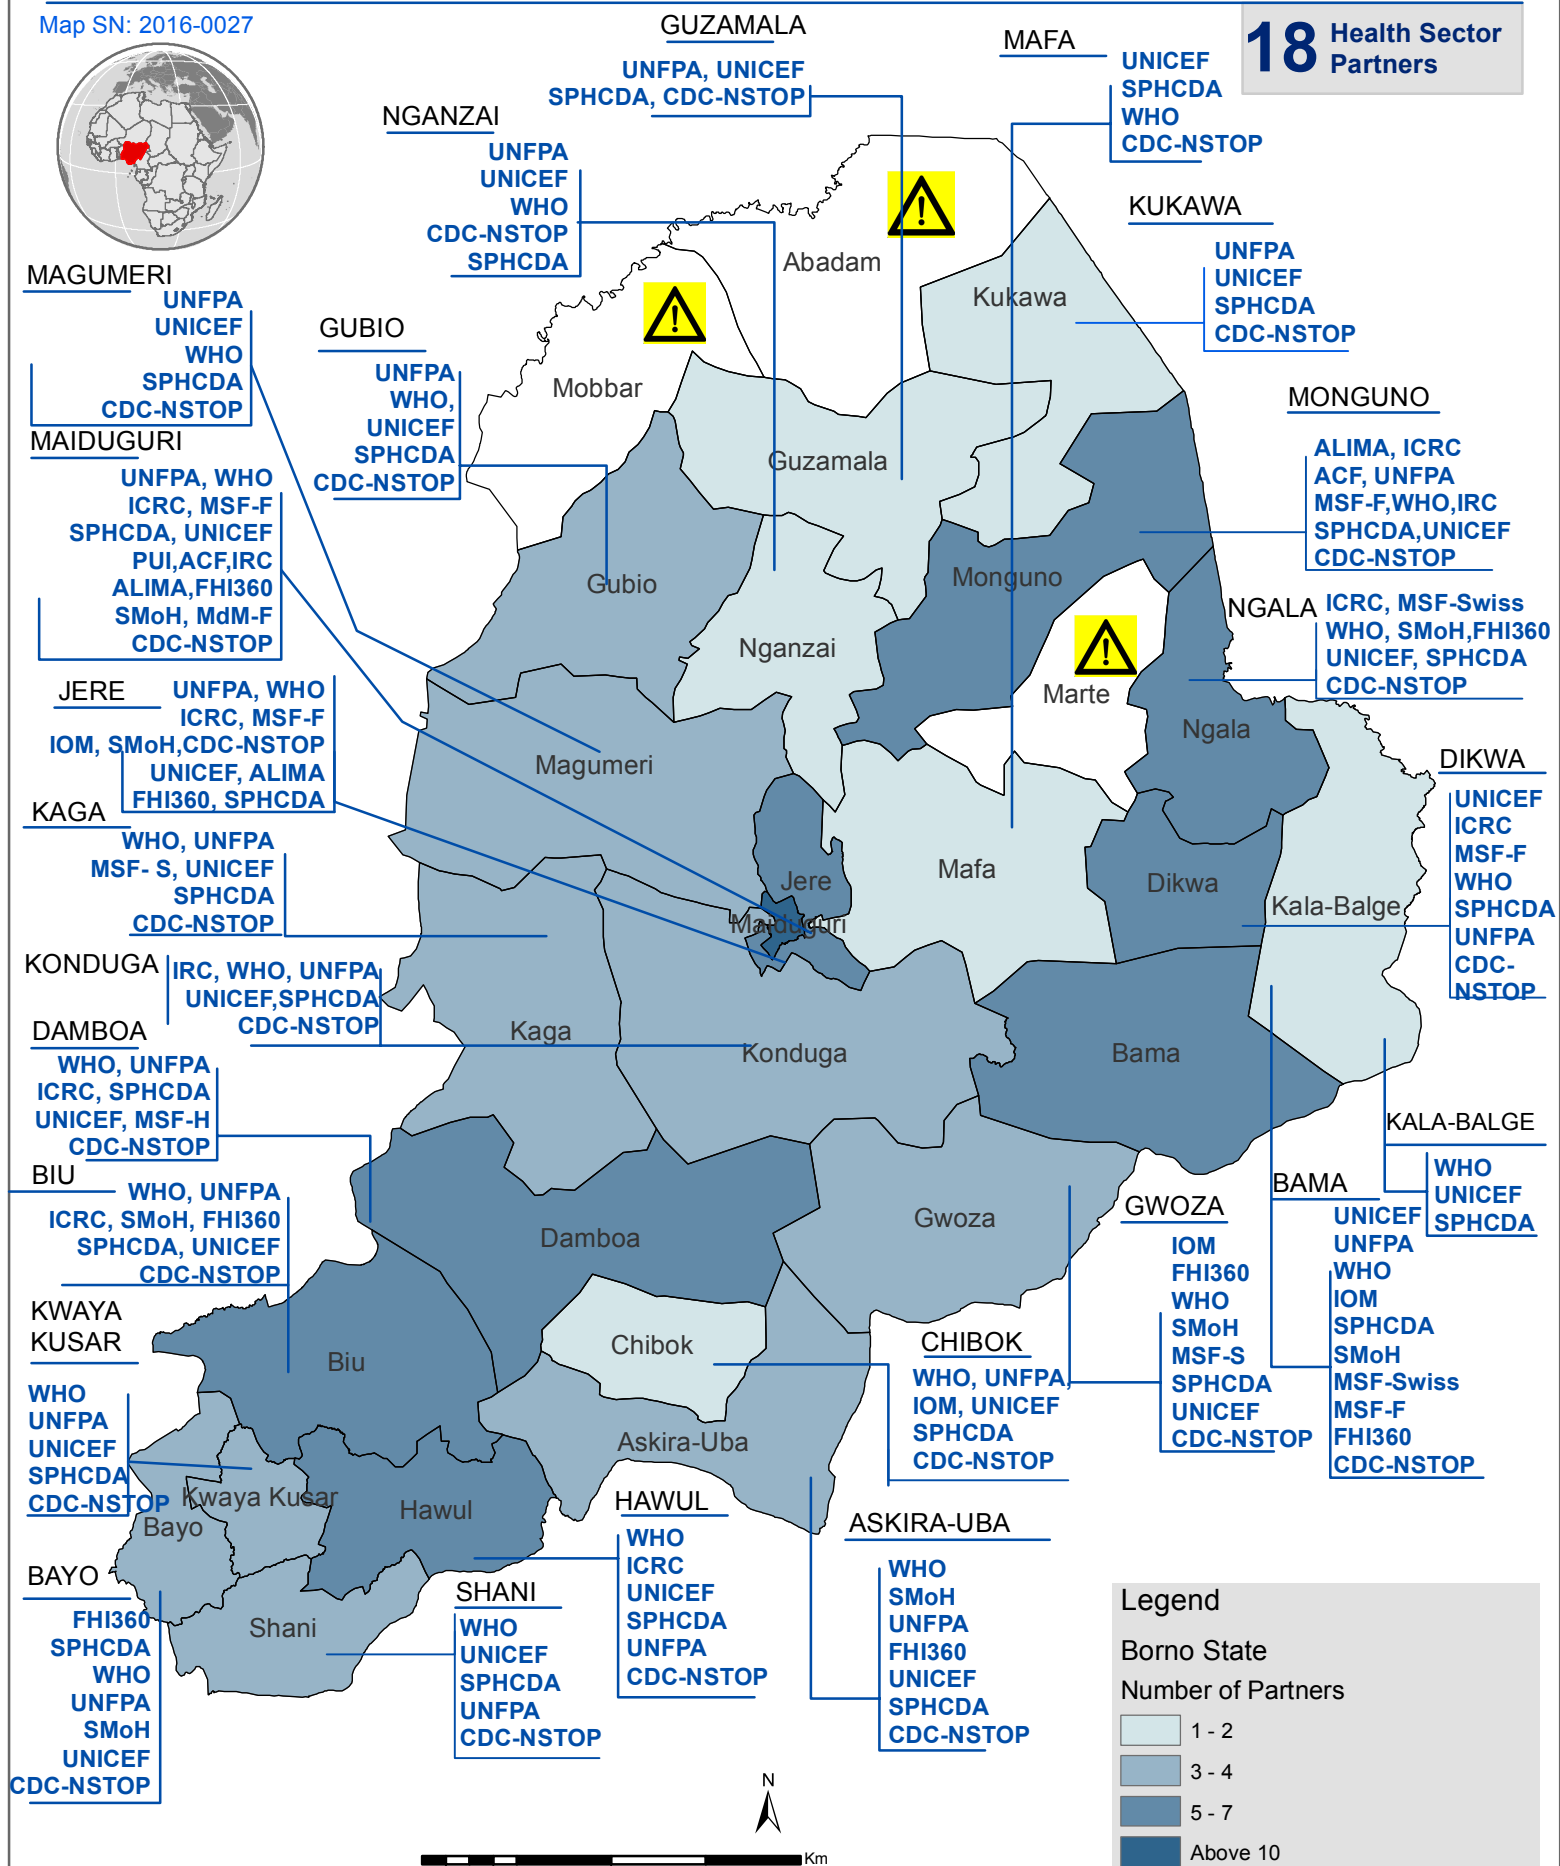 Map SN: 2016-0027
18 Health Sector
Partners
GUZAMALA
UNFPA, UNICEF
SPHCDA, CDC-NSTOP
MAFA
UNICEF
SPHCDA
WHO
CDC-NSTOP
NGANZAI
UNFPA
UNICEF
WHO
CDC-NSTOP
SPHCDA
KUKAWA
UNFPA
UNICEF
SPHCDA
CDC-NSTOP
MAGUMERI
UNFPA
UNICEF
WHO
SPHCDA
CDC-NSTOP
GUBIO
UNFPA
WHO,
UNICEF
SPHCDA
CDC-NSTOP
MONGUNO
ALIMA, ICRC
ACF, UNFPA
MSF-F,WHO,IRC
SPHCDA,UNICEF
CDC-NSTOP
MAIDUGURI
UNFPA, WHO
ICRC, MSF-F
SPHCDA, UNICEF
PUI,ACF,IRC
ALIMA,FHI360
SMoH, MdM-F
CDC-NSTOP
NGALA
ICRC, MSF-Swiss
WHO, SMoH,FHI360
UNICEF, SPHCDA
CDC-NSTOP
JERE
UNFPA, WHO
ICRC, MSF-F
IOM, SMoH,CDC-NSTOP
UNICEF, ALIMA
FHI360, SPHCDA
DIKWA
UNICEF
ICRC
MSF-F
WHO
SPHCDA
UNFPA
CDC-
NSTOP
KAGA
WHO, UNFPA
MSF- S, UNICEF
SPHCDA
CDC-NSTOP
KONDUGA
IRC, WHO, UNFPA
UNICEF,SPHCDA
CDC-NSTOP
DAMBOA
WHO, UNFPA
ICRC, SPHCDA
UNICEF, MSF-H
CDC-NSTOP
BIU
WHO, UNFPA
ICRC, SMoH, FHI360
SPHCDA, UNICEF
CDC-NSTOP
KALA-BALGE
WHO
UNICEF
SPHCDA
BAMA
UNICEF
UNFPA
WHO
IOM
SPHCDA
SMoH
MSF-Swiss
MSF-F
FHI360
CDC-NSTOP
GWOZA
IOM
FHI360
WHO
SMoH
MSF-S
SPHCDA
UNICEF
CDC-NSTOP
KWAYA
KUSAR
WHO
UNFPA
UNICEF
SPHCDA
CDC-NSTOP
CHIBOK
WHO, UNFPA,
IOM, UNICEF
SPHCDA
CDC-NSTOP
HAWUL
WHO
ICRC
UNICEF
SPHCDA
UNFPA
CDC-NSTOP
ASKIRA-UBA
WHO
SMoH
UNFPA
FHI360
UNICEF
SPHCDA
CDC-NSTOP
BAYO
FHI360
SPHCDA
WHO
UNFPA
SMoH
UNICEF
CDC-NSTOP
SHANI
WHO
UNICEF
SPHCDA
UNFPA
CDC-NSTOP
Abadam
Kukawa
Mobbar
Guzamala
Gubio
Monguno
Nganzai
Marte
Ngala
Magumeri
Mafa
Jere
Dikwa
Kala-Balge
Maiduguri
Kaga
Konduga
Bama
Gwoza
Damboa
Chibok
Biu
Askira-Uba
Kwaya Kusar
Hawul
Bayo
Shani
Legend
Borno State
Number of Partners
1 - 2
3 - 4
5 - 7
Above 10
N
Km